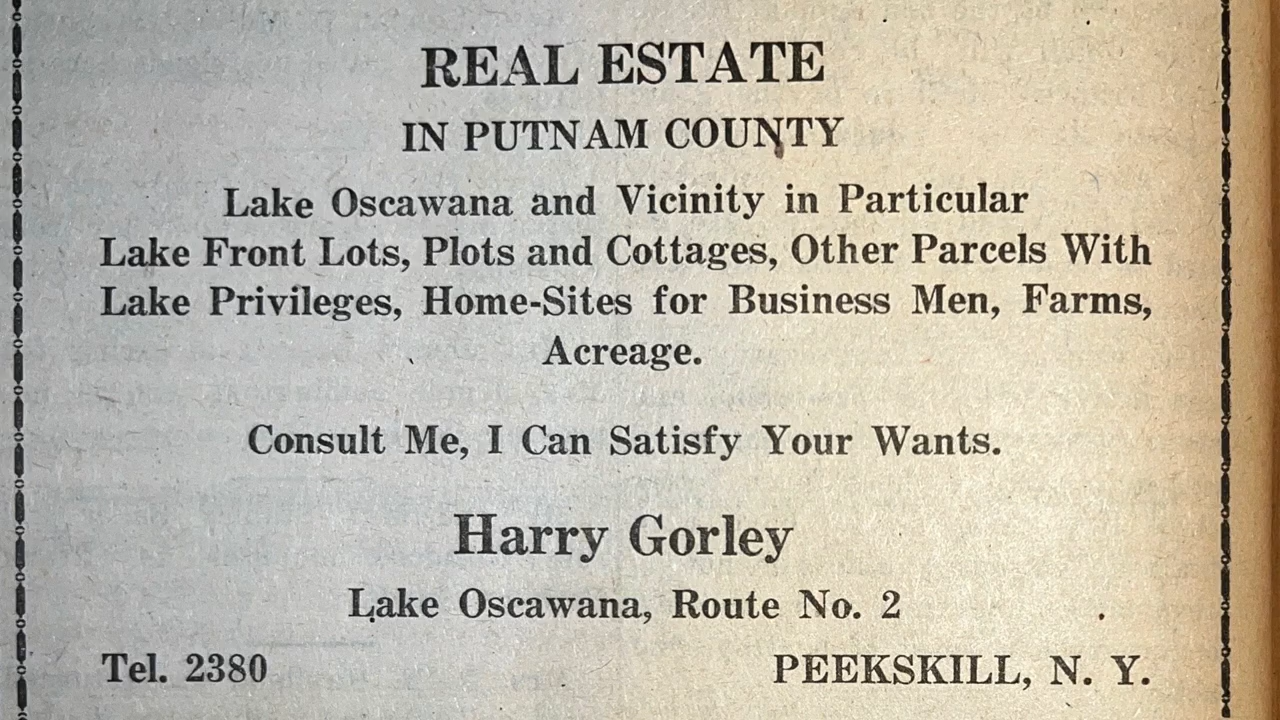 REAL ESTATE
IN PUTNAM COUNTY
Lake Oscawana and Vicinity in Particular
Lake Front Lots, Plots and Cottages, Other Parcels With
Lake Privileges, Home-Sites for Business Men, Farms,
Acreage.
Consult Me, I Can Satisfy Your Wants.
Harry Gorley
Lake Oscawana, Route No. 2
Tel. 2380 PEEKSKILL, N. Y.